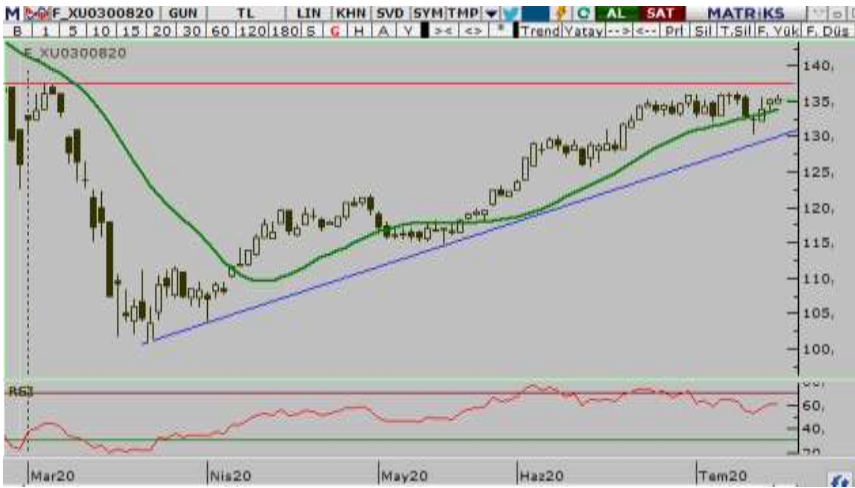 M F_XU0300820 GUN TL LIN KHN SVD SYM TMP AL SAT MATRiKS
B 1 5 10 15 20 30 60 120 180 S G H A Y >< <> * Trend Yatay --> <-- Prl Sil T.Sil F. Yük F. Düş
F_XU0300820
140,
135,
130,
125,
120,
115,
110,
105,
100,
RSI
60,
40,
20
Mar20 Nis20 May20 Haz20 Tem20